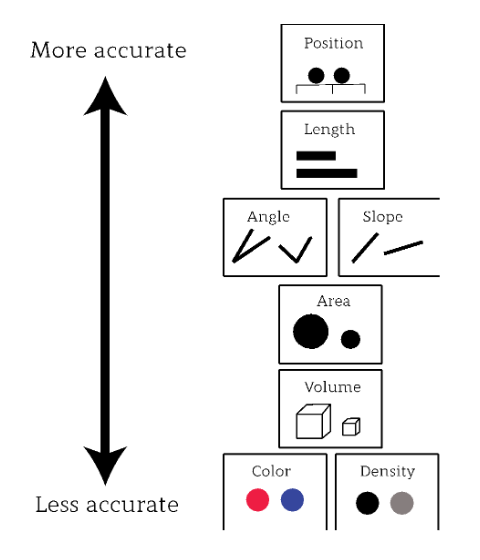 More accurate
Position
Length
Angle
Slope
Area
Volume
Color
Density
Less accurate